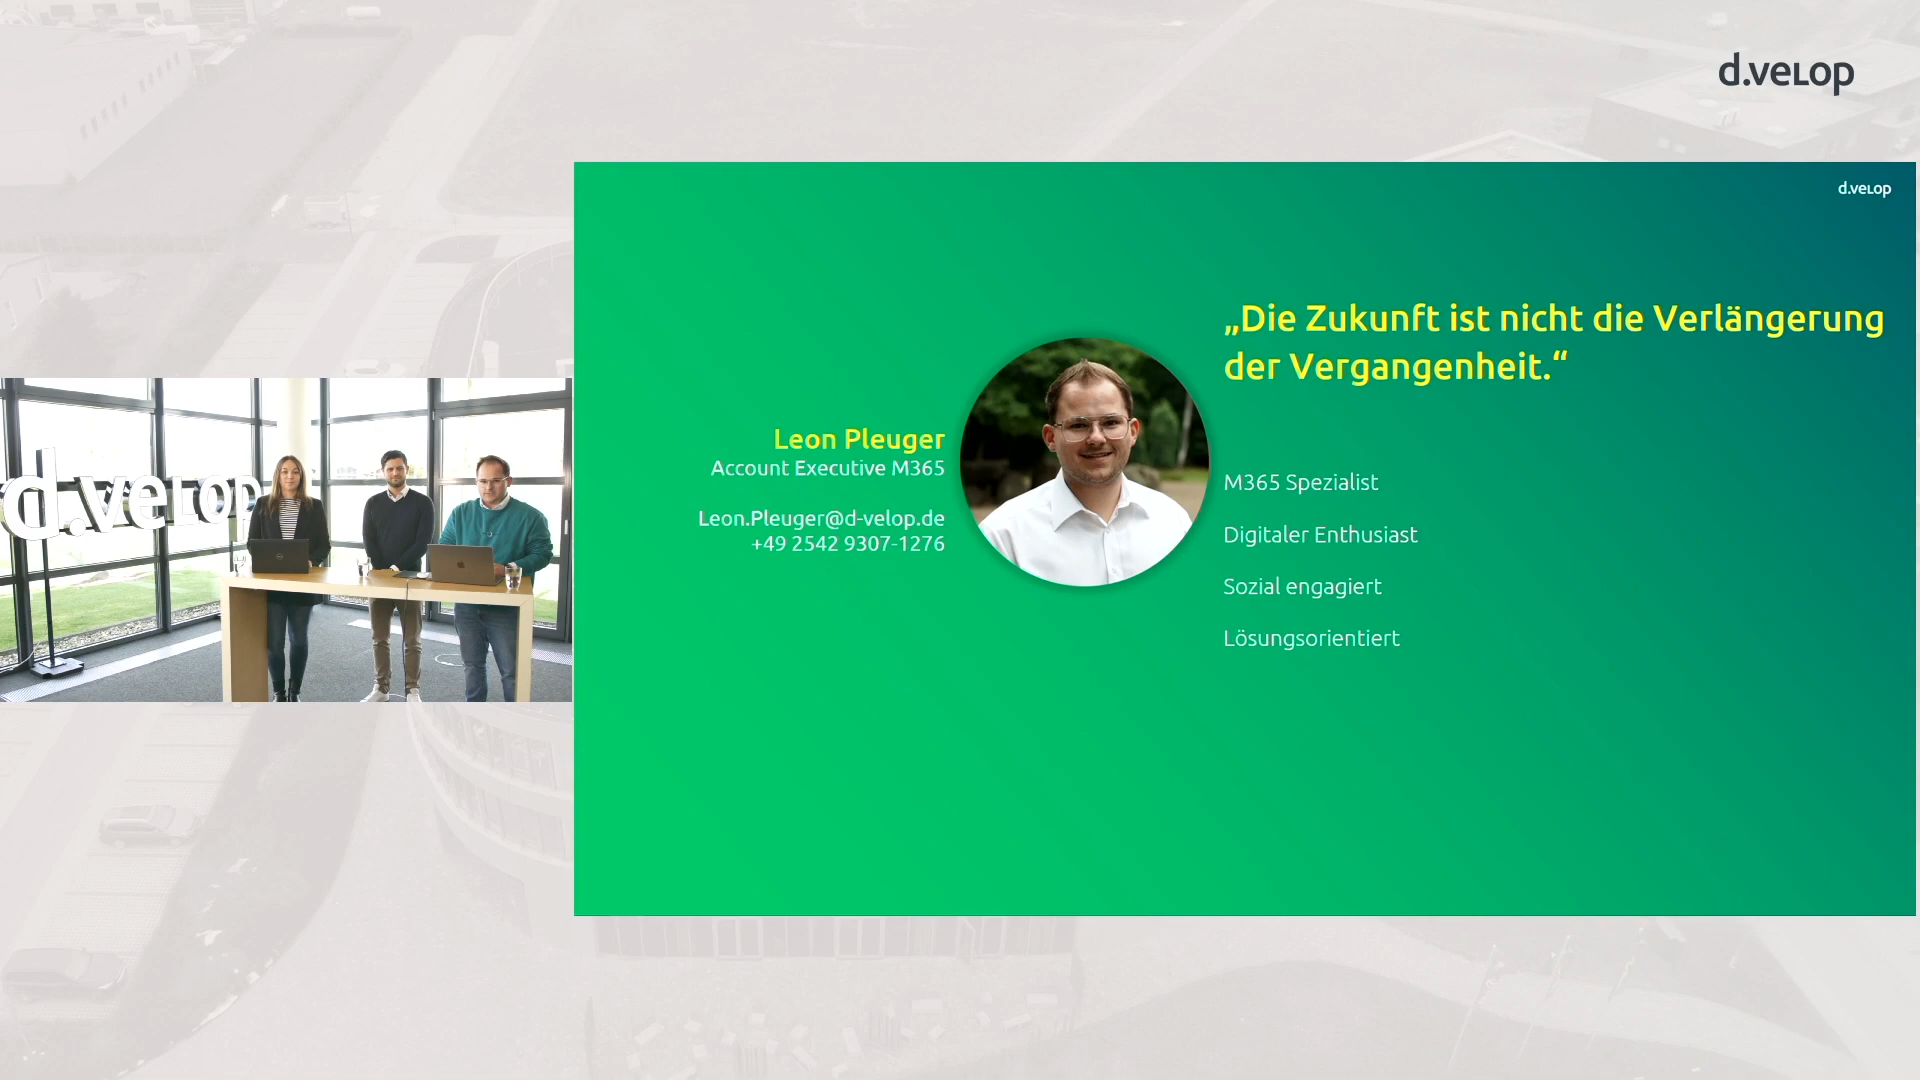 d.velop
d.velop
„Die Zukunft ist nicht die Verlängerung
der Vergangenheit.“
Leon Pleuger
Account Executive M365
Leon.Pleuger@d-velop.de
+49 2542 9307-1276
M365 Spezialist
Digitaler Enthusiast
Sozial engagiert
Lösungsorientiert
d.velop